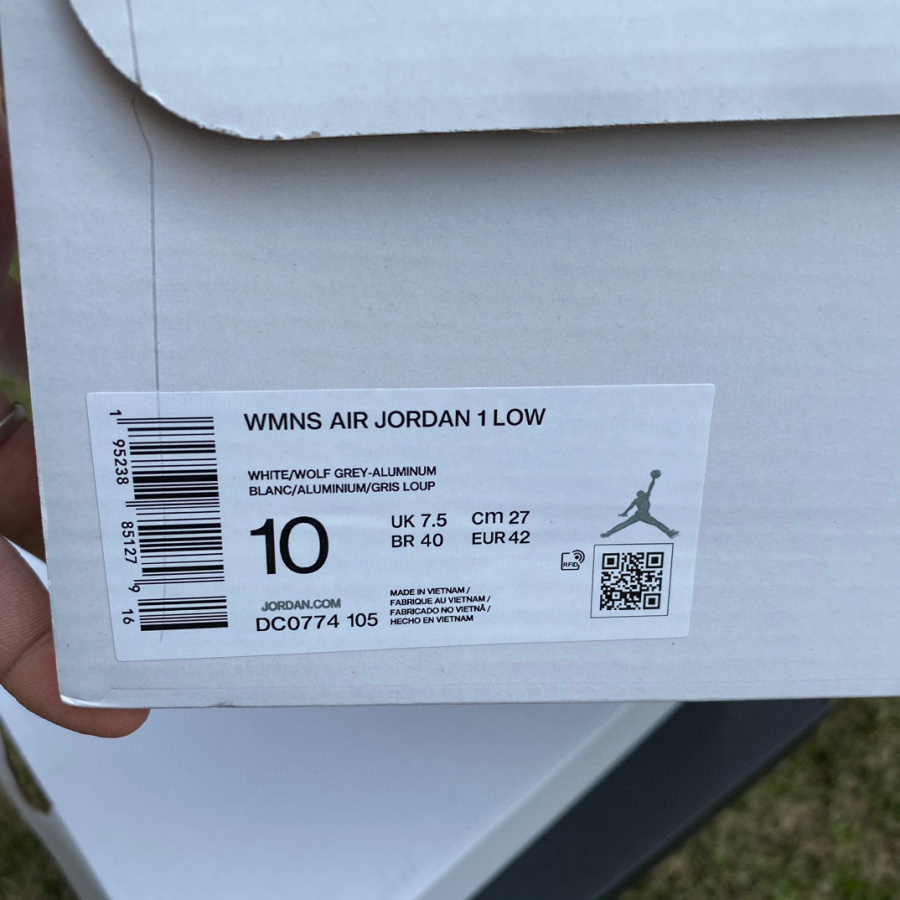 WMNS AIR JORDAN 1 LOW
WHITE/WOLF GREY-ALUMINUM
BLANC/ALUMINIUM/GRIS LOUP
10
UK 7.5 cm 27
BR 40 EUR 42
RFID
JORDAN.COM
DC0774 105
MADE IN VIETNAM /
FABRIQUE AU VIETNAM /
FABRICADO NO VIETNÃ /
HECHO EN VIETNAM
1 95238 85127 9 16